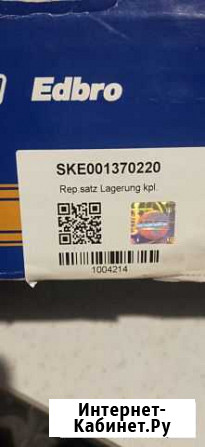 Edbro
SKE001370220
Rep.satz Lagerung kpl.
1004214
Интернет-
Кабинет.Ру